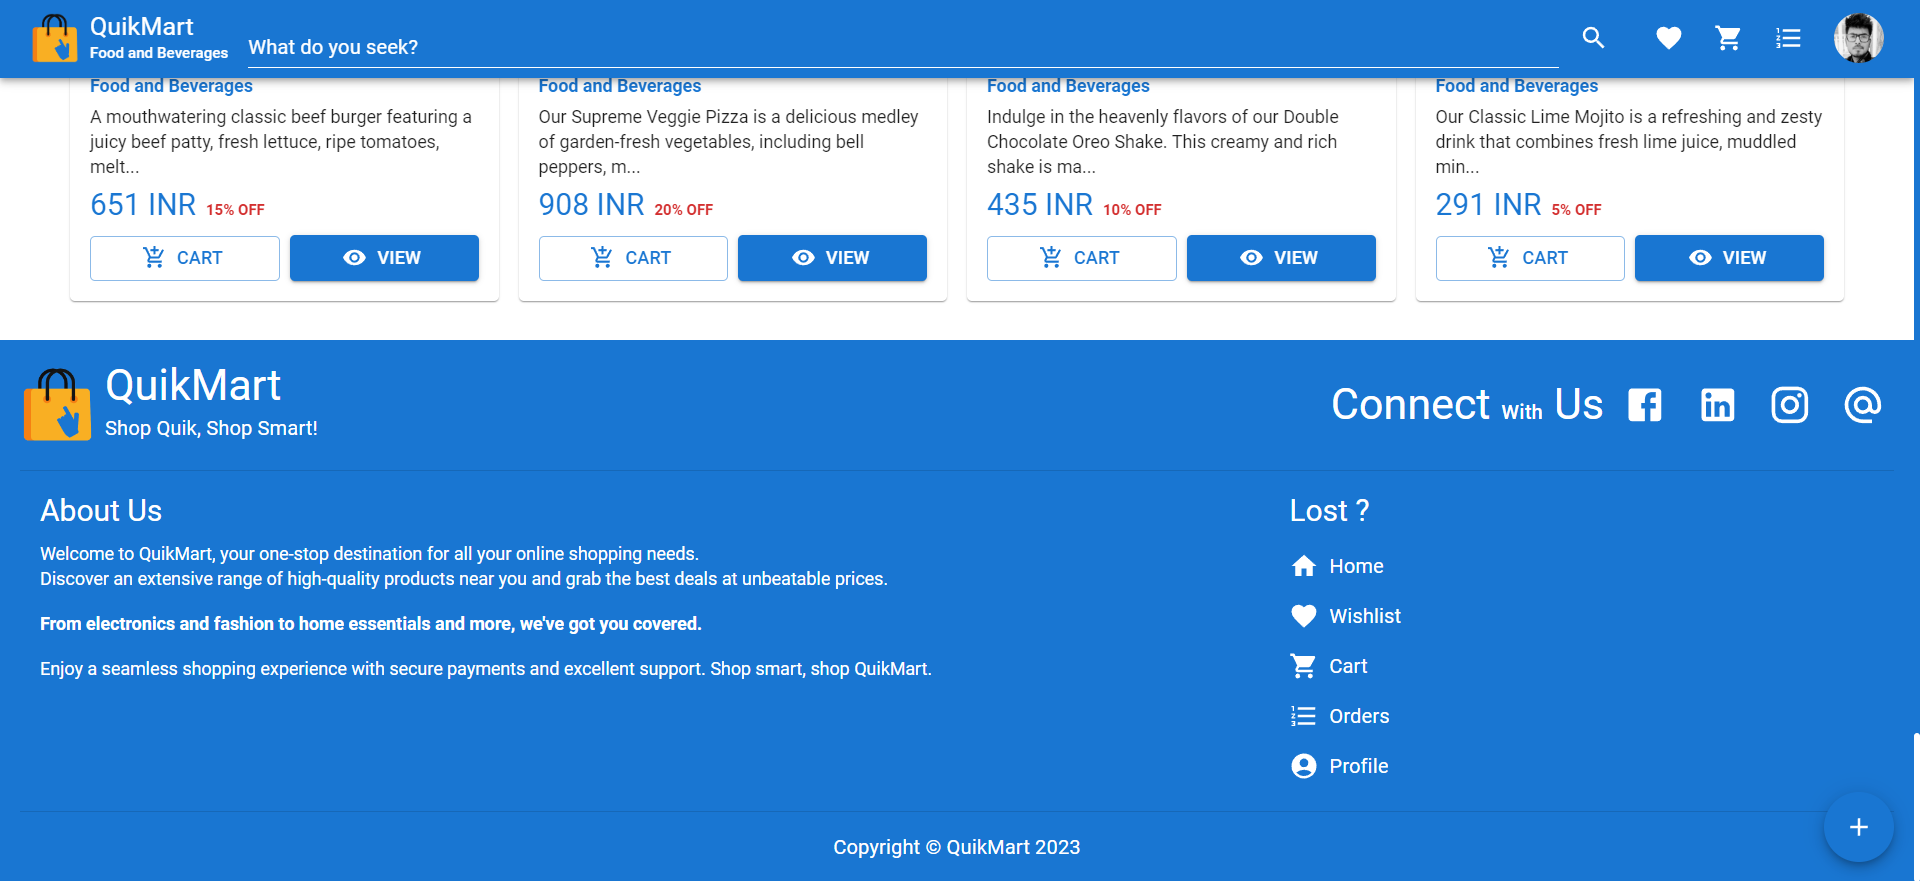 QuikMart
Food and Beverages
What do you seek?
Food and Beverages
A mouthwatering classic beef burger featuring a
juicy beef patty, fresh lettuce, ripe tomatoes,
melt...
651 INR 15% OFF
CART
VIEW
Food and Beverages
Our Supreme Veggie Pizza is a delicious medley
of garden-fresh vegetables, including bell
peppers, m...
908 INR 20% OFF
CART
VIEW
Food and Beverages
Indulge in the heavenly flavors of our Double
Chocolate Oreo Shake. This creamy and rich
shake is ma...
435 INR 10% OFF
CART
VIEW
Food and Beverages
Our Classic Lime Mojito is a refreshing and zesty
drink that combines fresh lime juice, muddled
min...
291 INR 5% OFF
CART
VIEW
QuikMart
Shop Quik, Shop Smart!
Connect With Us
About Us
Welcome to QuikMart, your one-stop destination for all your online shopping needs.
Discover an extensive range of high-quality products near you and grab the best deals at unbeatable prices.
From electronics and fashion to home essentials and more, we've got you covered.
Enjoy a seamless shopping experience with secure payments and excellent support. Shop smart, shop QuikMart.
Lost ?
Home
Wishlist
Cart
Orders
Profile
Copyright © QuikMart 2023